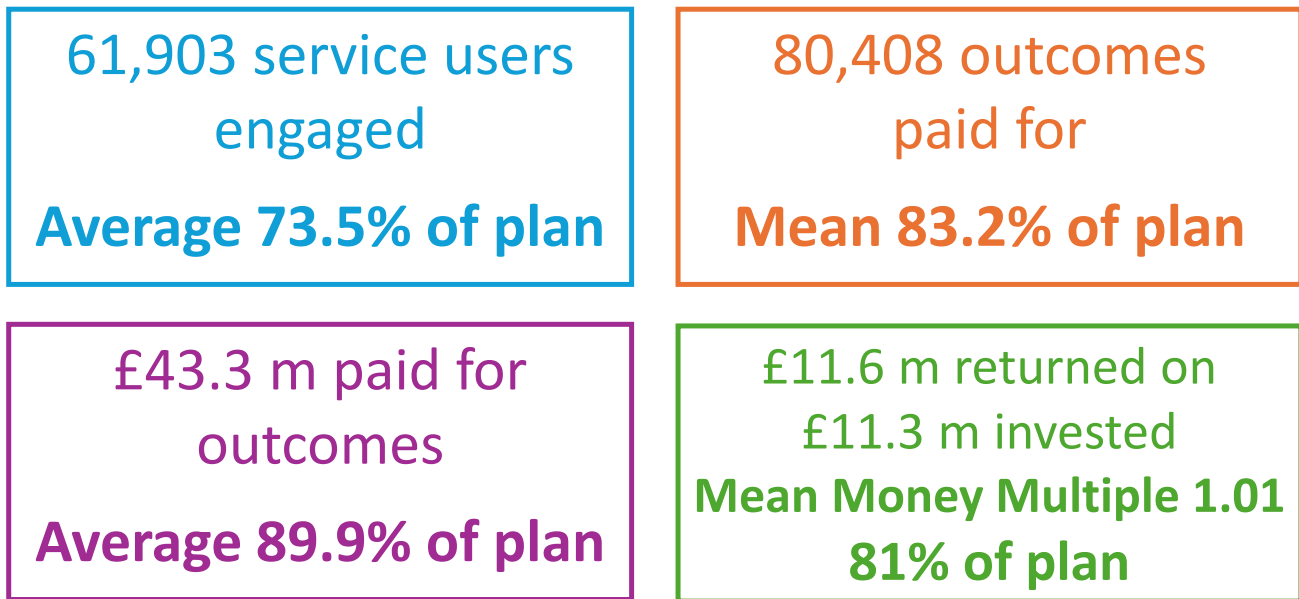 61,903 service users
engaged
Average 73.5% of plan
80,408 outcomes
paid for
Mean 83.2% of plan
£43.3 m paid for
outcomes
Average 89.9% of plan
£11.6 m returned on
£11.3 m invested
Mean Money Multiple 1.01
81% of plan